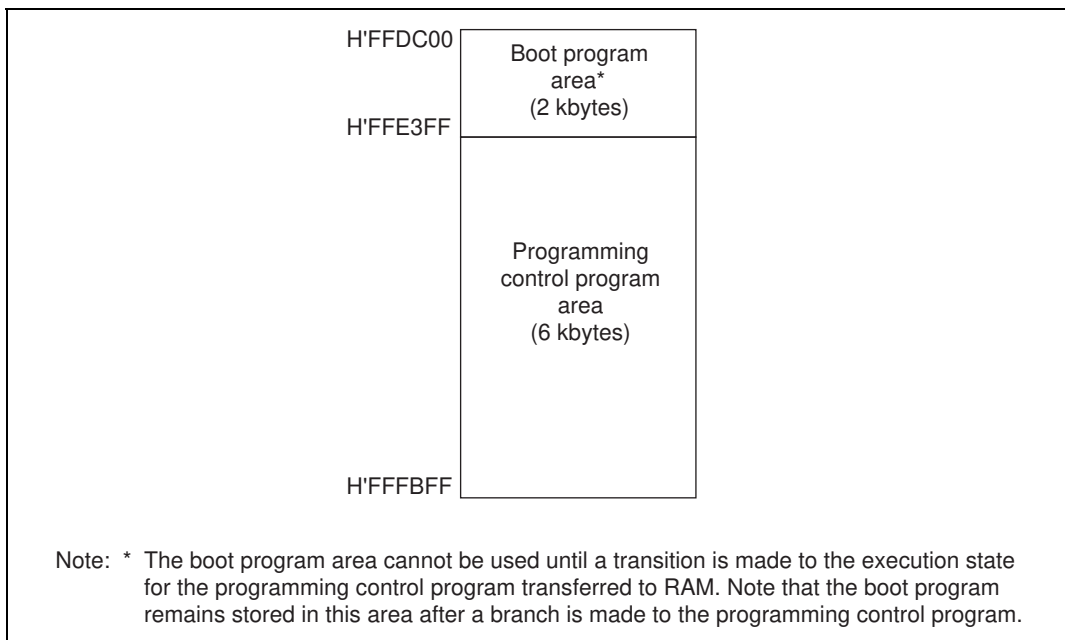 H'FFDC00
Boot program
area*
(2 kbytes)
H'FFE3FF
Programming
control program
area
(6 kbytes)
H'FFFBFF
Note: * The boot program area cannot be used until a transition is made to the execution state
for the programming control program transferred to RAM. Note that the boot program
remains stored in this area after a branch is made to the programming control program.